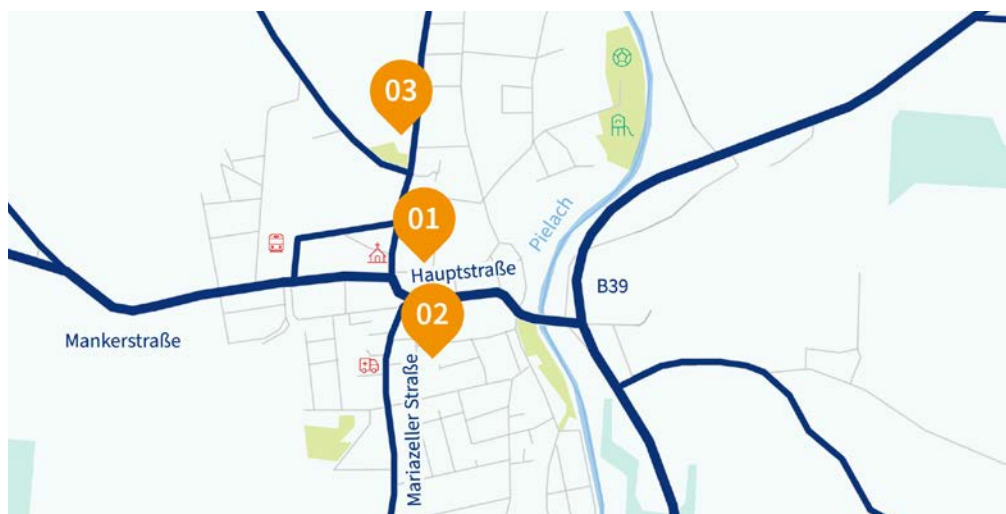 03
01
Hauptstraße
Pielach
B39
02
Mankerstraße
Mariazeller Straße